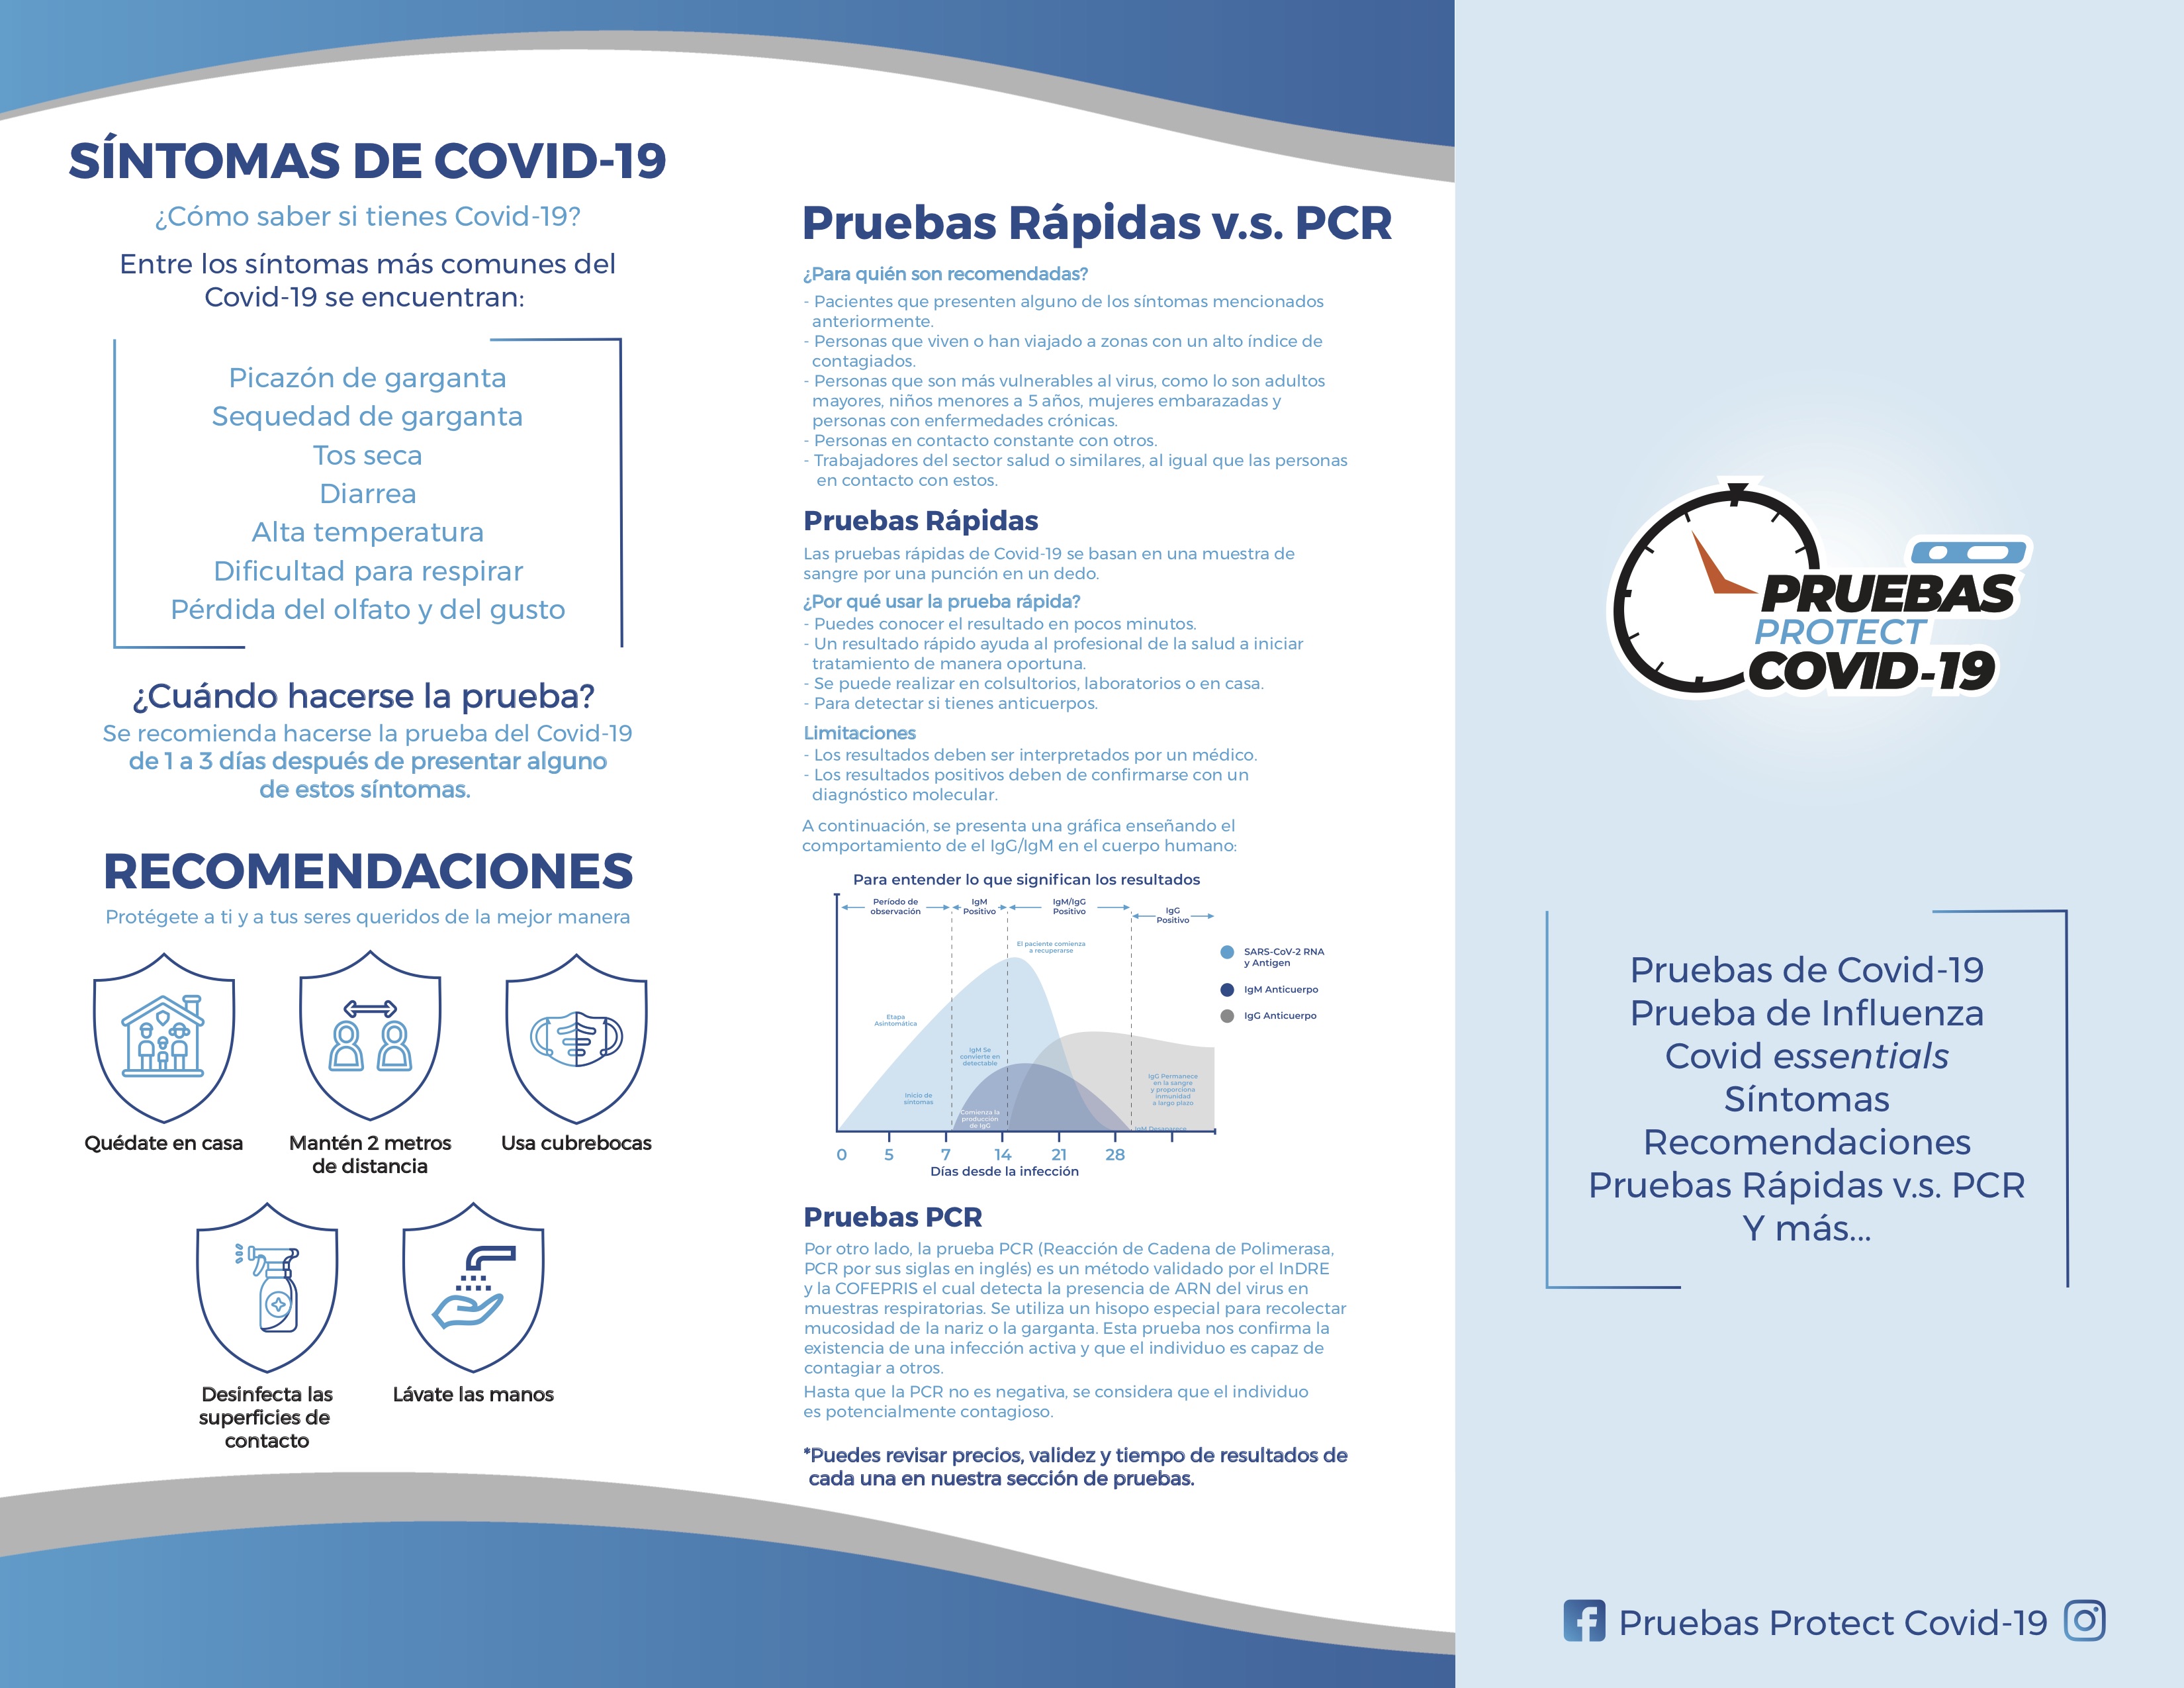 SÍNTOMAS DE COVID-19
¿Cómo saber si tienes Covid-19?
Entre los síntomas más comunes del
Covid-19 se encuentran:
Picazón de garganta
Sequedad de garganta
Tos seca
Diarrea
Alta temperatura
Dificultad para respirar
Pérdida del olfato y del gusto
¿Cuándo hacerse la prueba?
Se recomienda hacerse la prueba del Covid-19
de 1 a 3 días después de presentar alguno
de estos síntomas.
RECOMENDACIONES
Protégete a ti y a tus seres queridos de la mejor manera
Quédate en casa
Mantén 2 metros
de distancia
Usa cubrebocas
Desinfecta las
superficies de
contacto
Lávate las manos
Pruebas Rápidas v.s. PCR
¿Para quién son recomendadas?
- Pacientes que presenten alguno de los síntomas mencionados
anteriormente.
- Personas que viven o han viajado a zonas con un alto índice de
contagiados.
- Personas que son más vulnerables al virus, como lo son adultos
mayores, niños menores a 5 años, mujeres embarazadas y
personas con enfermedades crónicas.
- Personas en contacto constante con otros.
- Trabajadores del sector salud o similares, al igual que las personas
en contacto con estos.
Pruebas Rápidas
Las pruebas rápidas de Covid-19 se basan en una muestra de
sangre por una punción en un dedo.
¿Por qué usar la prueba rápida?
- Puedes conocer el resultado en pocos minutos.
- Un resultado rápido ayuda al profesional de la salud a iniciar
tratamiento de manera oportuna.
- Se puede realizar en colsultorios, laboratorios o en casa.
- Para detectar si tienes anticuerpos.
Limitaciones
- Los resultados deben ser interpretados por un médico.
- Los resultados positivos deben de confirmarse con un
diagnóstico molecular.
A continuación, se presenta una gráfica enseñando el
comportamiento de el IgG/IgM en el cuerpo humano:
Para entender lo que significan los resultados
Período de
observación
IgM
Positivo
IgM/IgG
Positivo
IgG
Positivo
El paciente comienza
a recuperarse
SARS-CoV-2 RNA
y Antigen
IgM Anticuerpo
IgG Anticuerpo
Etapa
Asintomática
IgM Se
convierte en
detectable
Inicio de
síntomas
Comienza la
producción
de IgG
IgG Permanece
en la sangre
y proporciona
inmunidad
a largo plazo
IgM Desaparece
0 5 7 14 21 28
Días desde la infección
Pruebas PCR
Por otro lado, la prueba PCR (Reacción de Cadena de Polimerasa,
PCR por sus siglas en inglés) es un método validado por el InDRE
y la COFEPRIS el cual detecta la presencia de ARN del virus en
muestras respiratorias. Se utiliza un hisopo especial para recolectar
mucosidad de la nariz o la garganta. Esta prueba nos confirma la
existencia de una infección activa y que el individuo es capaz de
contagiar a otros.
Hasta que la PCR no es negativa, se considera que el individuo
es potencialmente contagioso.
*Puedes revisar precios, validez y tiempo de resultados de
cada una en nuestra sección de pruebas.
PRUEBAS
PROTECT
COVID-19
Pruebas de Covid-19
Prueba de Influenza
Covid essentials
Síntomas
Recomendaciones
Pruebas Rápidas v.s. PCR
Y más...
Pruebas Protect Covid-19